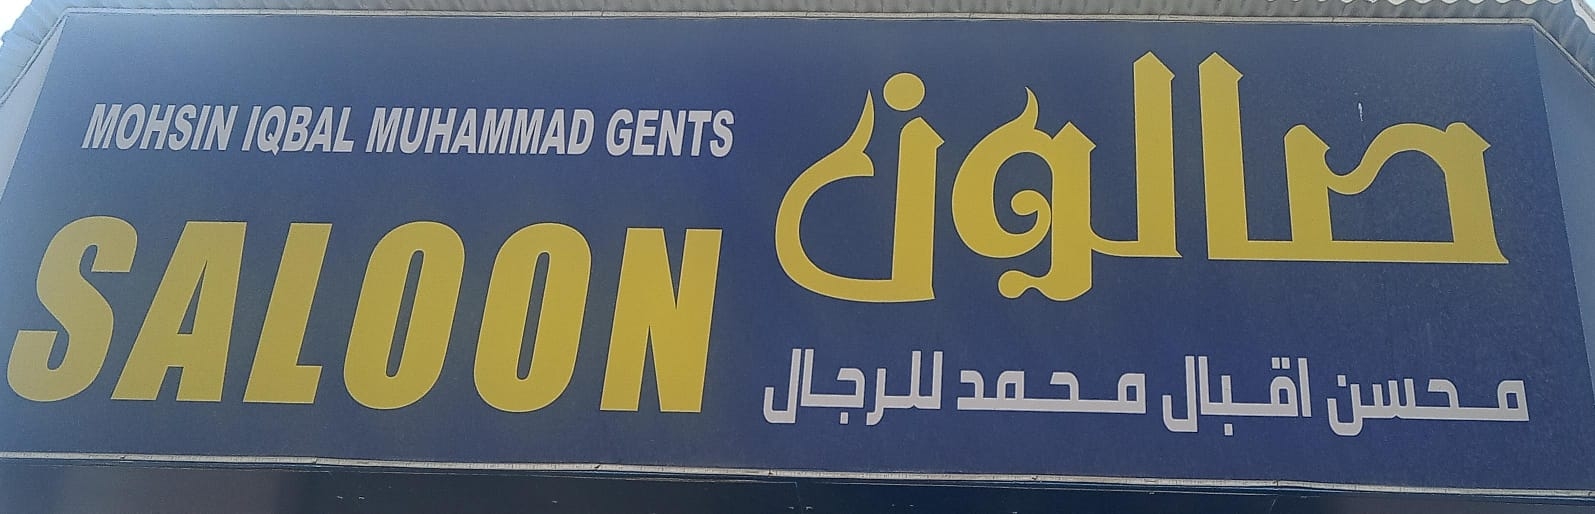 MOHSIN IQBAL MUHAMMAD GENTS
SALOON
صالون
محسن اقبال محمد للرجال